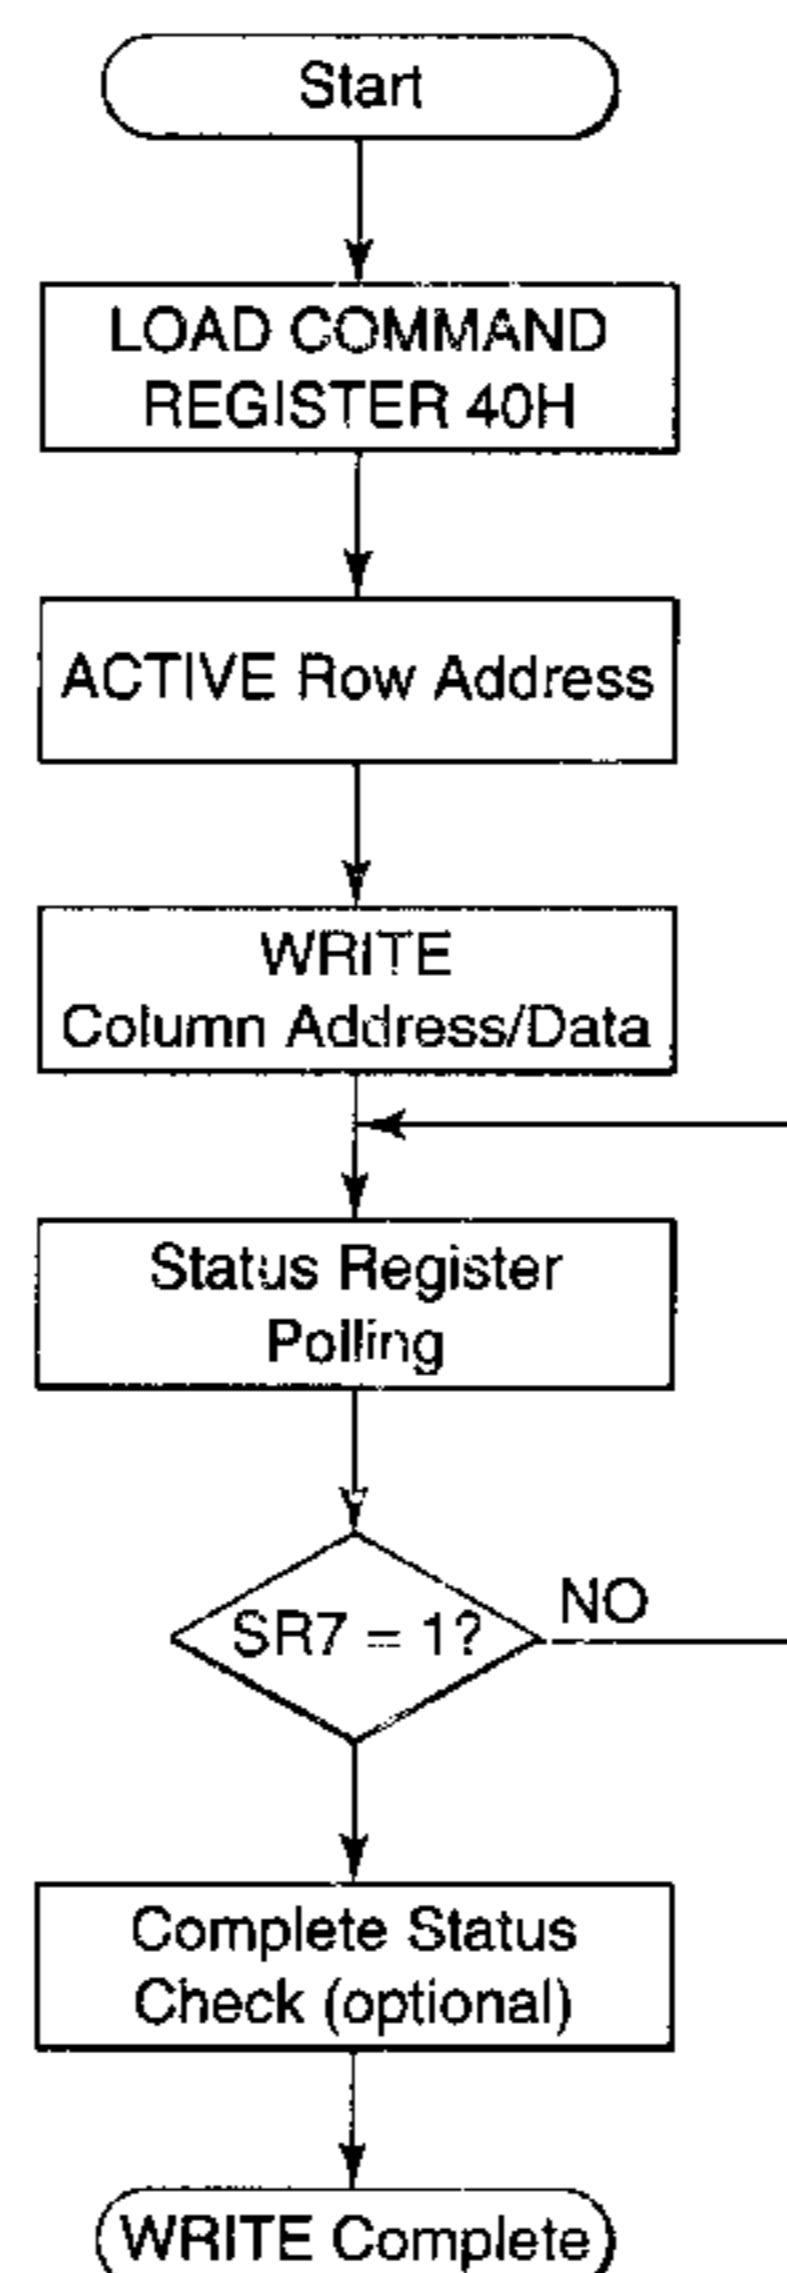 Start
LOAD COMMAND
REGISTER 40H
ACTIVE Row Address
WRITE
Column Address/Data
Status Register
Polling
SR7 = 1?
NO
Complete Status
Check (optional)
WRITE Complete